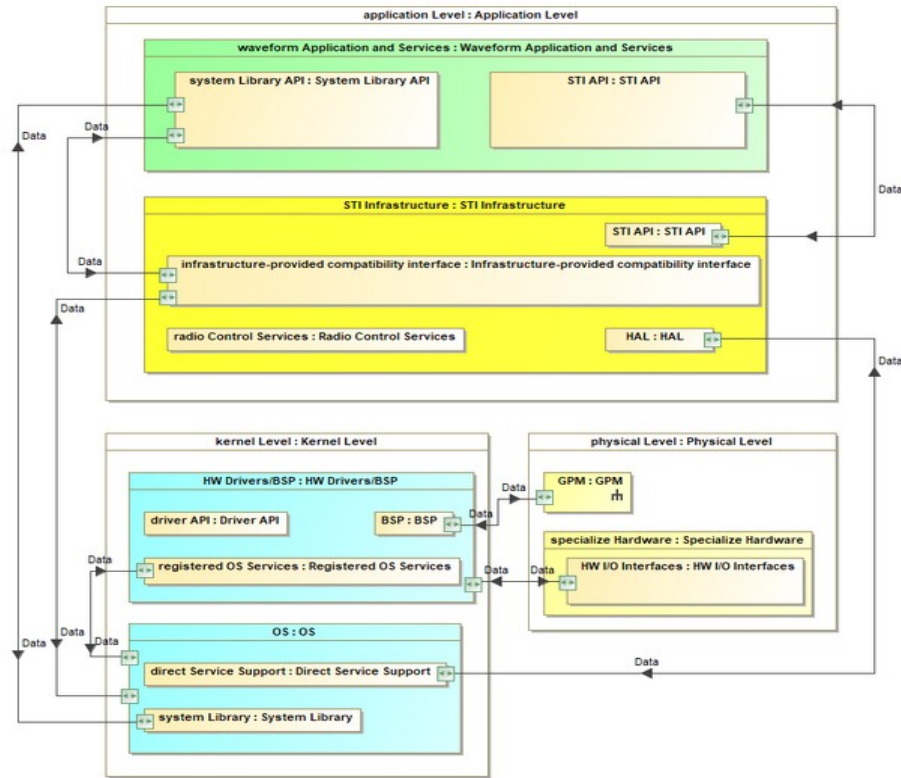 application Level : Application Level
waveform Application and Services : Waveform Application and Services
system Library API : System Library API
STI API : STI API
Data
Data
Data
STI Infrastructure : STI Infrastructure
STI API : STI API
Data
infrastructure-provided compatibility interface : Infrastructure-provided compatibility interface
Data
radio Control Services : Radio Control Services
HAL : HAL
Data
kernel Level : Kernel Level
physical Level : Physical Level
HW Drivers/BSP : HW Drivers/BSP
GPM : GPM
Data
driver API : Driver API
BSP : BSP
Data
specialize Hardware : Specialize Hardware
Data
registered OS Services : Registered OS Services
Data
Data
HW I/O Interfaces : HW I/O Interfaces
OS : OS
Data
Data
Data
direct Service Support : Direct Service Support
Data
system Library : System Library